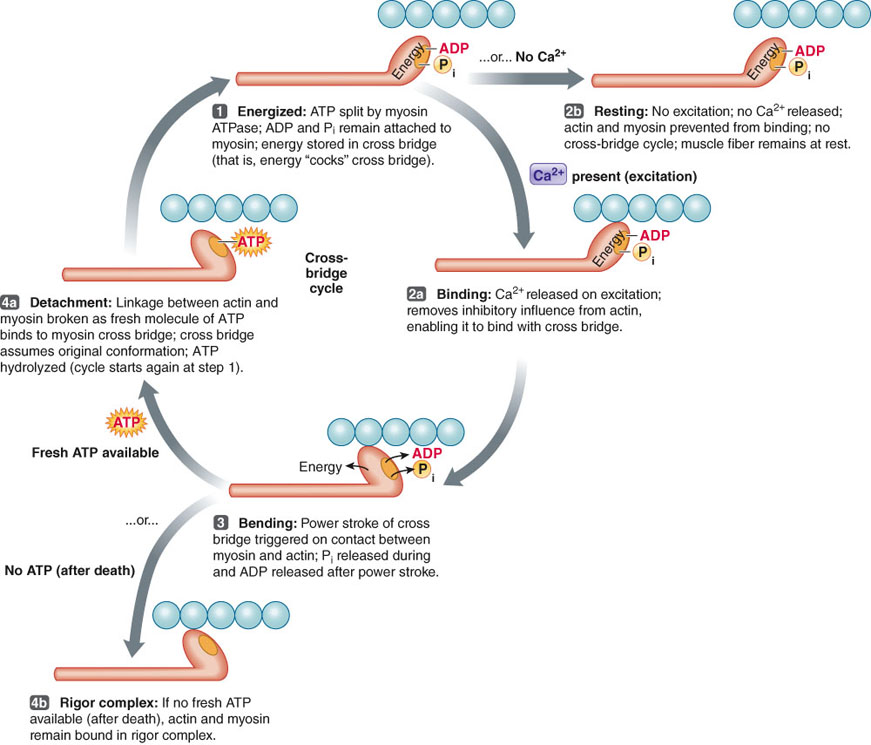 Energy
ADP
Pi
...or... No Ca2+
Energy
ADP
Pi
1 Energized: ATP split by myosin
ATPase; ADP and Pi remain attached to
myosin; energy stored in cross bridge
(that is, energy “cocks” cross bridge).
2b Resting: No excitation; no Ca2+ released;
actin and myosin prevented from binding; no
cross-bridge cycle; muscle fiber remains at rest.
Ca2+ present (excitation)
ATP
Cross-
bridge
cycle
Energy
ADP
Pi
4a Detachment: Linkage between actin and
myosin broken as fresh molecule of ATP
binds to myosin cross bridge; cross bridge
assumes original conformation; ATP
hydrolyzed (cycle starts again at step 1).
2a Binding: Ca2+ released on excitation;
removes inhibitory influence from actin,
enabling it to bind with cross bridge.
ATP
Fresh ATP available
Energy
ADP
Pi
...or...
3 Bending: Power stroke of cross
bridge triggered on contact between
myosin and actin; Pi released during
and ADP released after power stroke.
No ATP (after death)
4b Rigor complex: If no fresh ATP
available (after death), actin and myosin
remain bound in rigor complex.